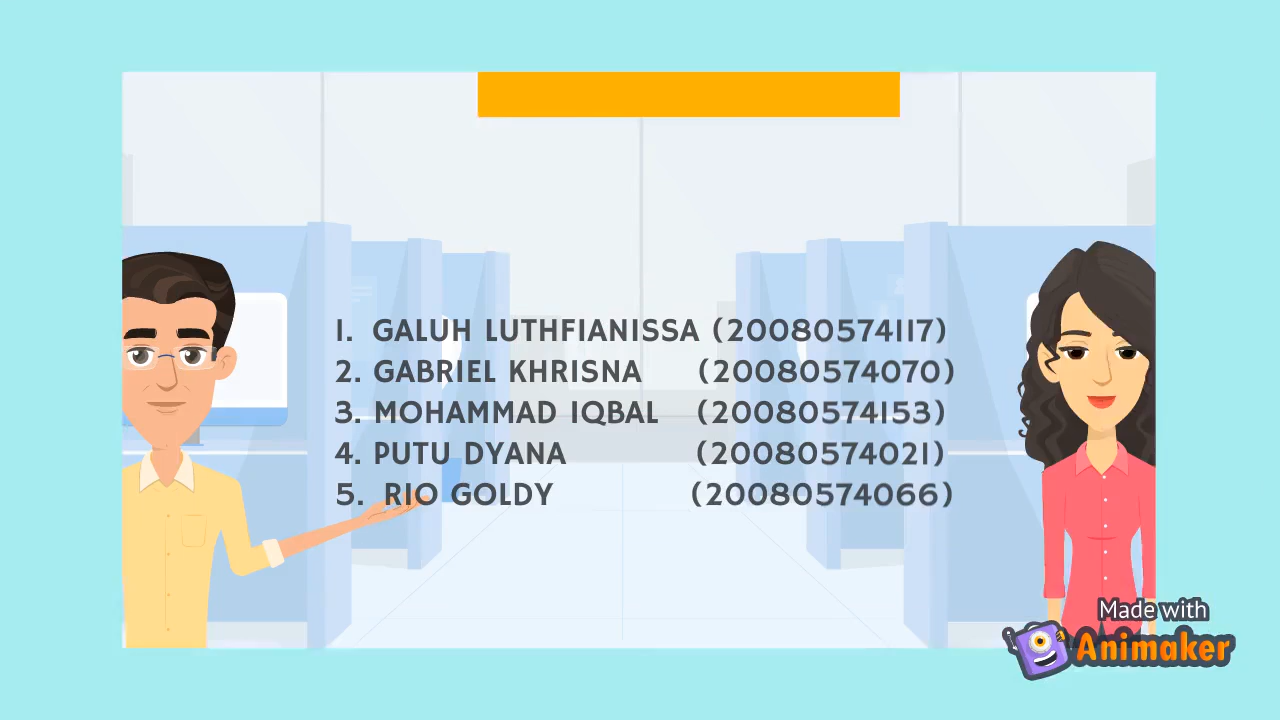 1. GALUH LUTHFIANISSA (20080574117)
2. GABRIEL KHRISNA (20080574070)
3. MOHAMMAD IQBAL (20080574153)
4. PUTU DYANA (20080574021)
5. RIO GOLDY (20080574066)
Made with
Animaker